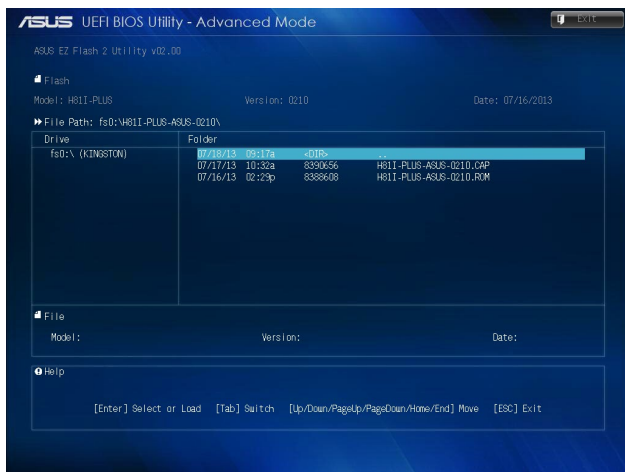 ASUS UEFI BIOS Utility - Advanced Mode
Exit
ASUS EZ Flash 2 Utility v02.00
Flash
Model: H81I-PLUS Version: 0210 Date: 07/16/2013
File Path: fs0:\H81I-PLUS-ASUS-0210\
Drive Folder
fs0:\ (KINGSTON) 07/18/13 09:17a <DIR> ..
07/17/13 10:32a 8390656 H81I-PLUS-ASUS-0210.CAP
07/16/13 02:29p 8388608 H81I-PLUS-ASUS-0210.ROM
File
Model: Version: Date:
Help
[Enter] Select or Load [Tab] Switch [Up/Down/PageUp/PageDown/Home/End] Move [ESC] Exit